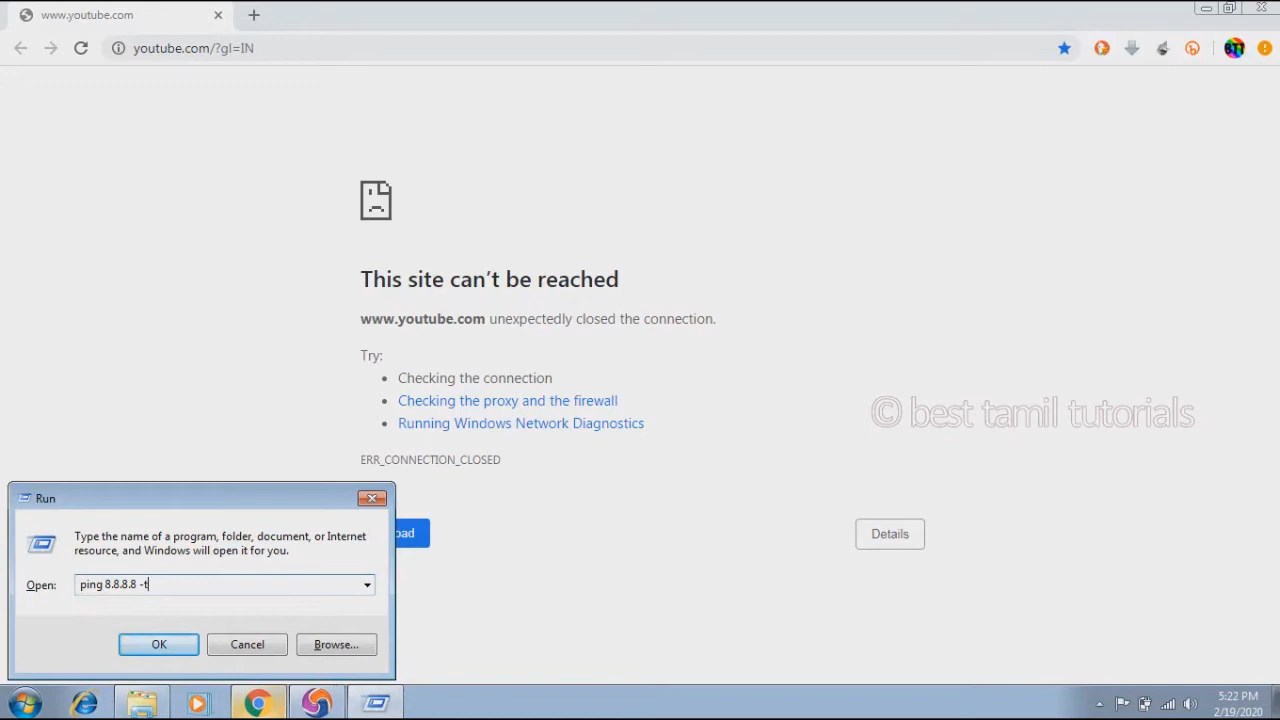 www.youtube.com
youtube.com/?gl=IN
This site can't be reached
www.youtube.com unexpectedly closed the connection.
Try:
• Checking the connection
• Checking the proxy and the firewall
• Running Windows Network Diagnostics
ERR_CONNECTION_CLOSED
© best tamil tutorials
Run
Type the name of a program, folder, document, or Internet
resource, and Windows will open it for you.
Open: ping 8.8.8.8 -t
oad
Details
OK Cancel Browse...
5:22 PM
2/19/2020